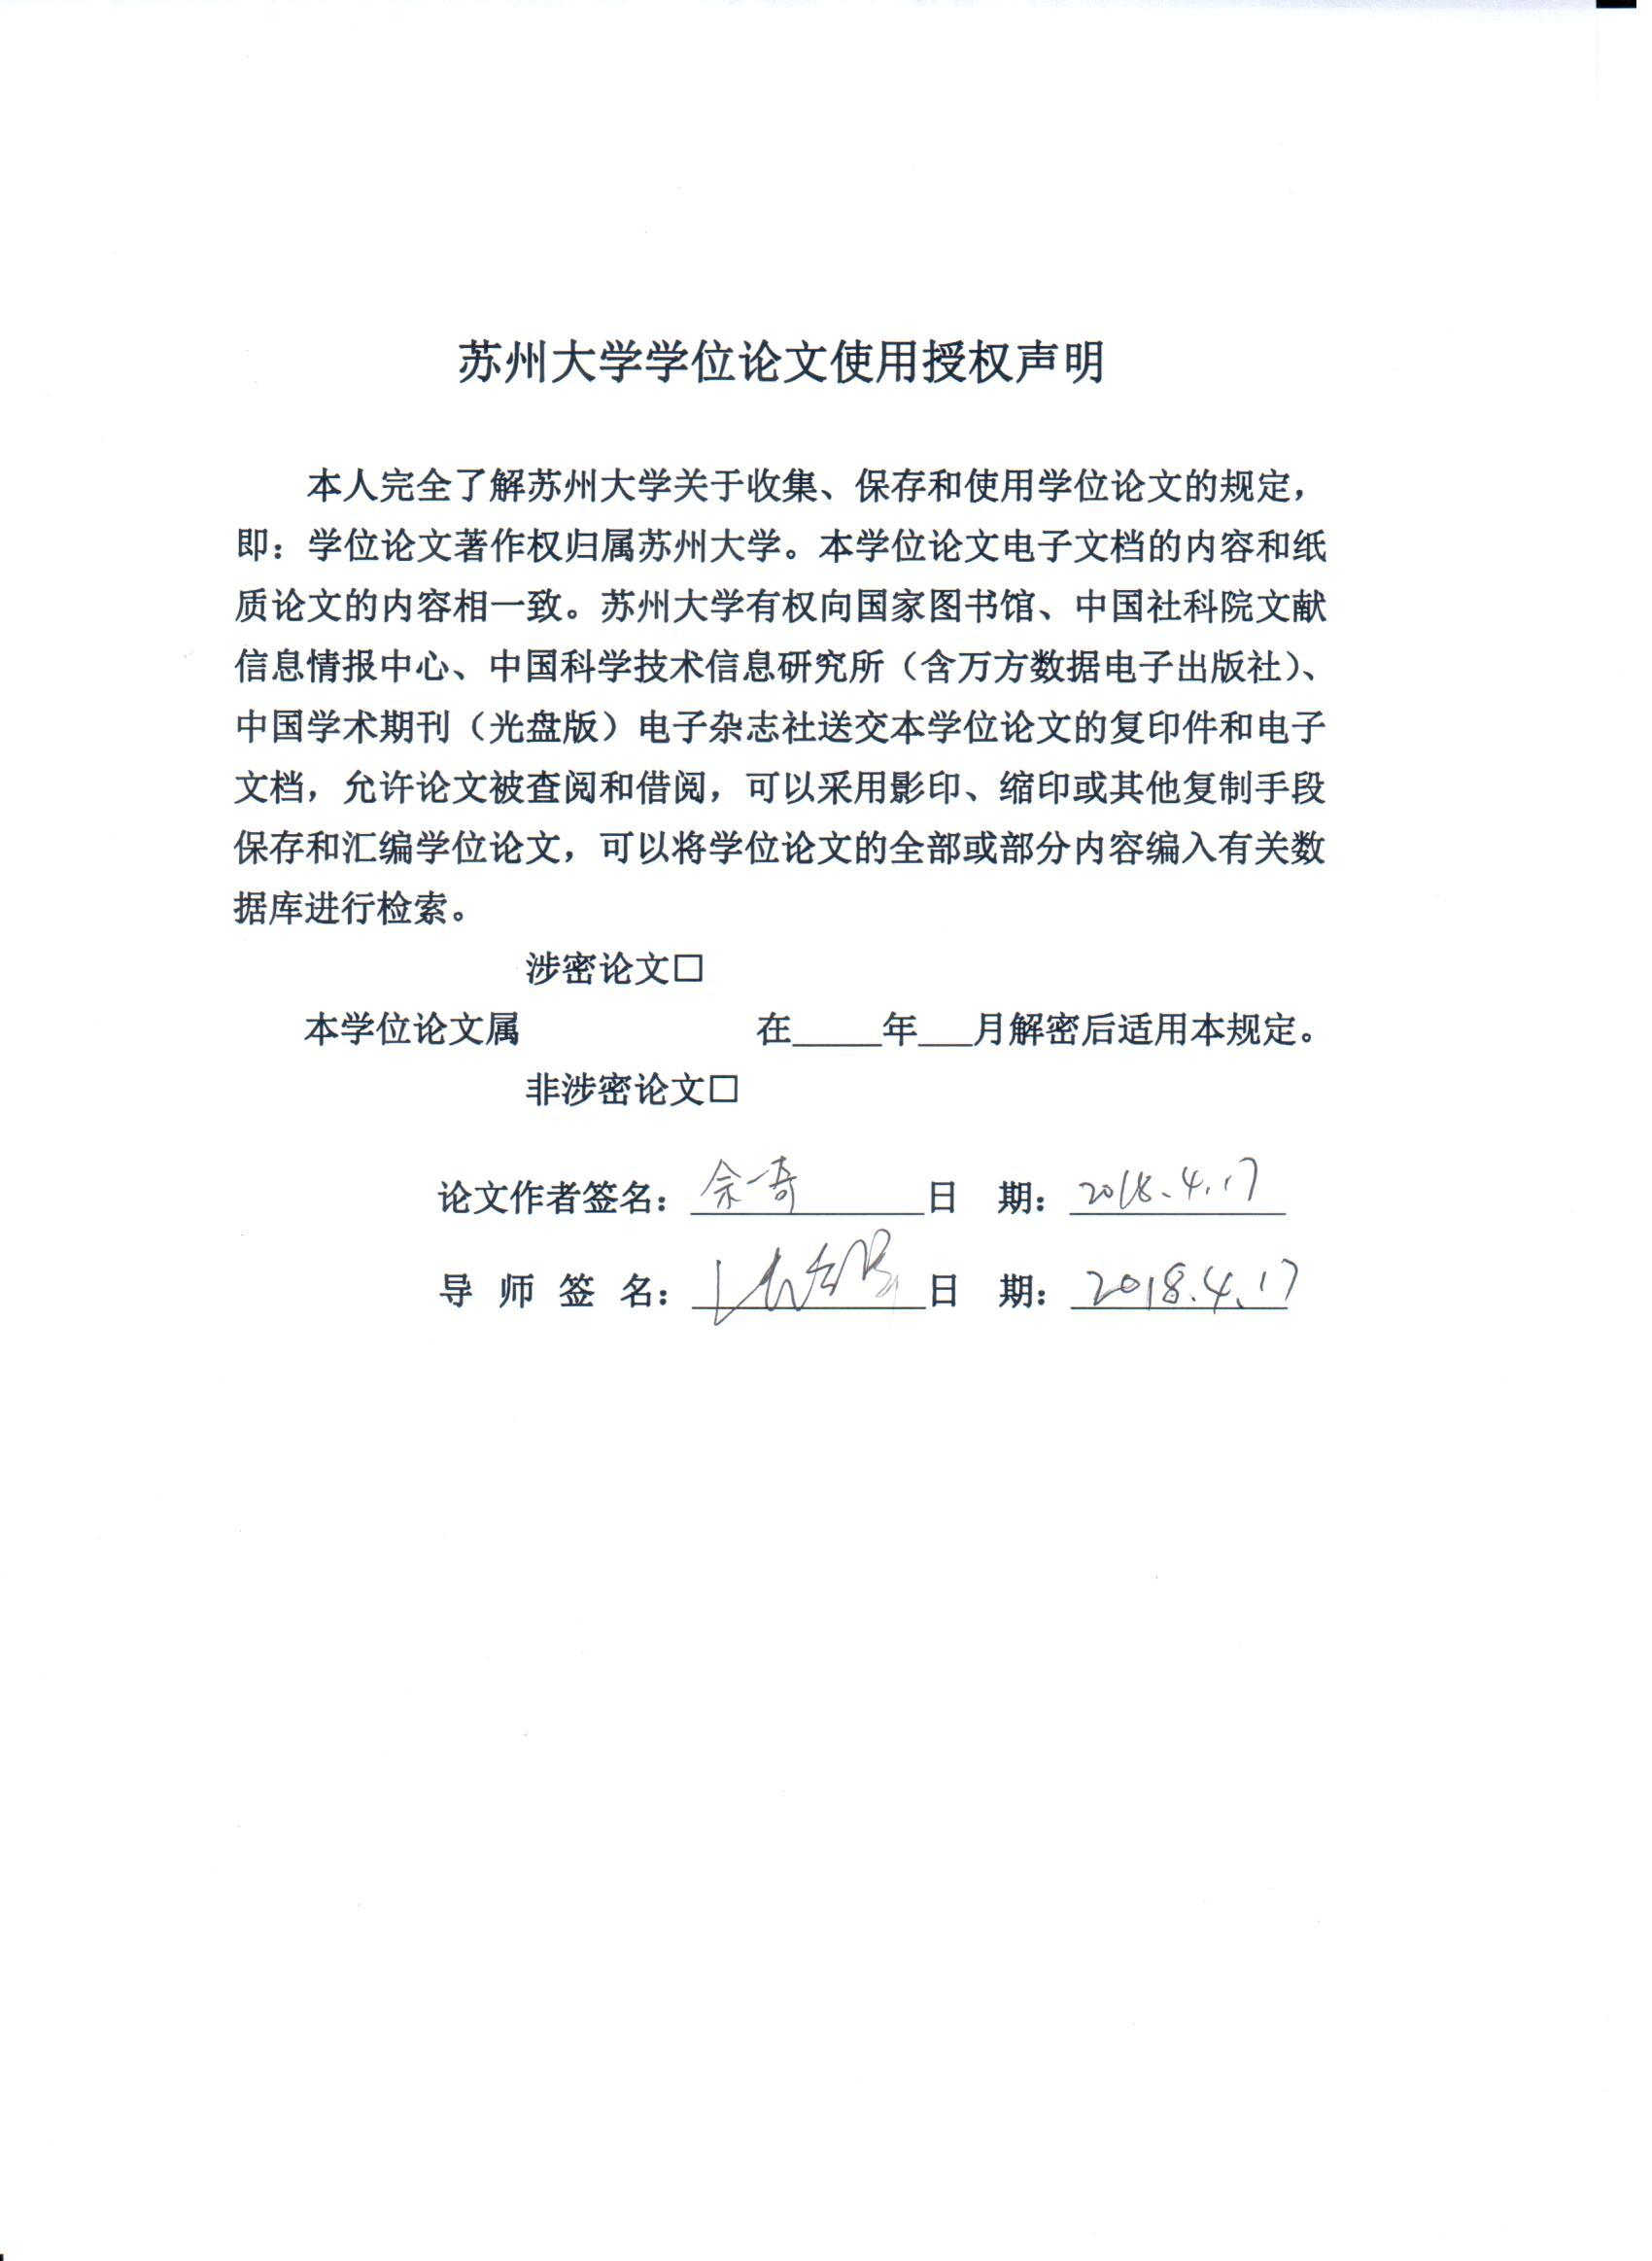 苏州大学学位论文使用授权声明
本人完全了解苏州大学关于收集、保存和使用学位论文的规定，
即：学位论文著作权归属苏州大学。本学位论文电子文档的内容和纸
质论文的内容相一致。苏州大学有权向国家图书馆、中国社科院文献
信息情报中心、中国科学技术信息研究所（含万方数据电子出版社）、
中国学术期刊（光盘版）电子杂志社送交本学位论文的复印件和电子
文档，允许论文被查阅和借阅，可以采用影印、缩印或其他复制手段
保存和汇编学位论文，可以将学位论文的全部或部分内容编入有关数
据库进行检索。
涉密论文□
本学位论文属 在_____年___月解密后适用本规定。
非涉密论文□
论文作者签名：佘一奇 日 期：2018.4.17
导 师 签 名： 日 期：2018.4.17